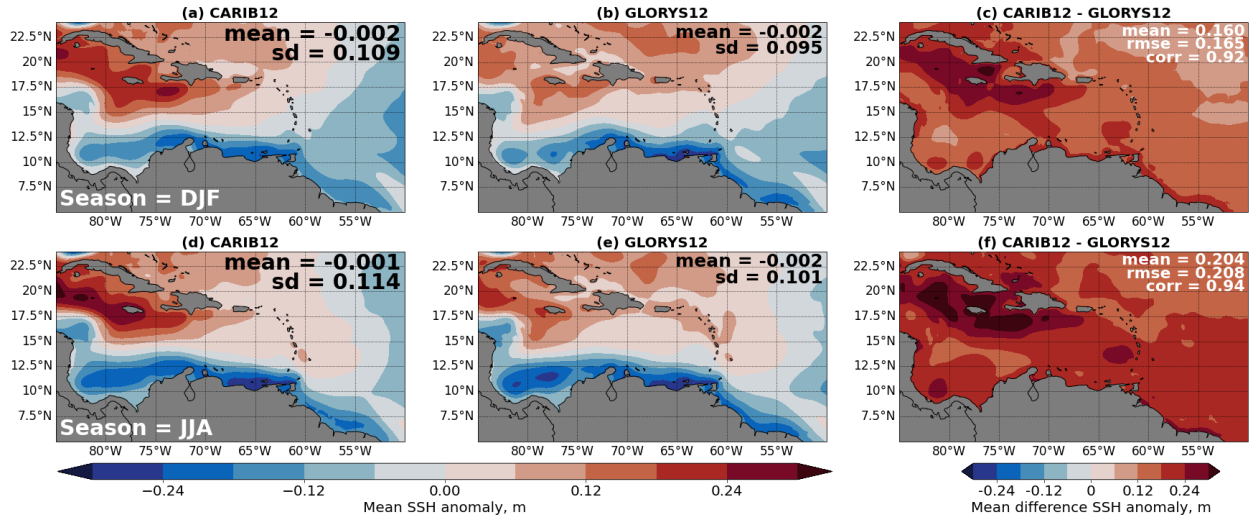 (a) CARIB12
(b) GLORYS12
(c) CARIB12 - GLORYS12
22.5°N
20°N
17.5°N
15°N
12.5°N
10°N
7.5°N
mean = -0.002
sd = 0.109
Season = DJF
80°W 75°W 70°W 65°W 60°W 55°W
22.5°N
20°N
17.5°N
15°N
12.5°N
10°N
7.5°N
mean = -0.002
sd = 0.095
80°W 75°W 70°W 65°W 60°W 55°W
22.5°N
20°N
17.5°N
15°N
12.5°N
10°N
7.5°N
mean = 0.160
rmse = 0.165
corr = 0.92
80°W 75°W 70°W 65°W 60°W 55°W
(d) CARIB12
(e) GLORYS12
(f) CARIB12 - GLORYS12
22.5°N
20°N
17.5°N
15°N
12.5°N
10°N
7.5°N
mean = -0.001
sd = 0.114
Season = JJA
80°W 75°W 70°W 65°W 60°W 55°W
22.5°N
20°N
17.5°N
15°N
12.5°N
10°N
7.5°N
mean = -0.002
sd = 0.101
80°W 75°W 70°W 65°W 60°W 55°W
22.5°N
20°N
17.5°N
15°N
12.5°N
10°N
7.5°N
mean = 0.204
rmse = 0.208
corr = 0.94
80°W 75°W 70°W 65°W 60°W 55°W
−0.24 −0.12 0.00 0.12 0.24
Mean SSH anomaly, m
-0.24 -0.12 0 0.12 0.24
Mean difference SSH anomaly, m